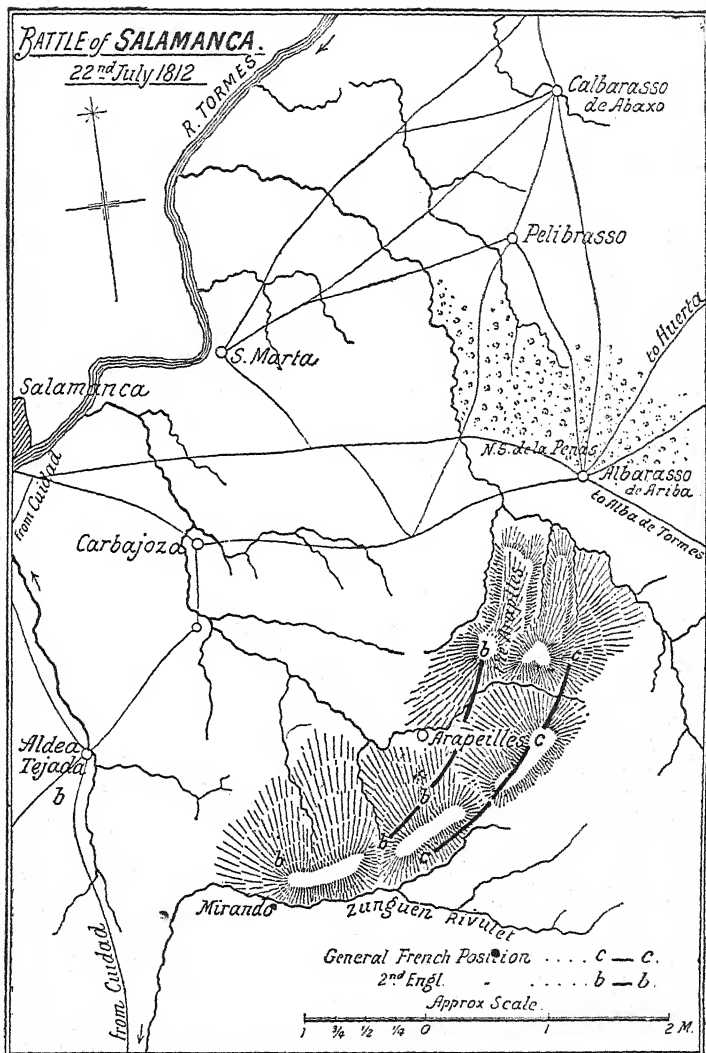 BATTLE of SALAMANCA.
22nd July 1812
R. TORMES
Calbarasso
de Abaxo
Pelibrasso
to Huerta
S. Marta
Salamanca
N.S. de la Penas
Albarasso
de Ariba
from Cuidad
to Alba de Tormes
Carbajoza
Arapiles
b
c
Arapeilles
c
Aldea
Tejada
b
b
b
b
c
Mirando
Zunguen Rivulet
from Cuidad
General French Position .... c — c.
2nd Engl. - - .... b — b.
Approx Scale.
1 ¾ ½ ¼ 0 1 2 M.